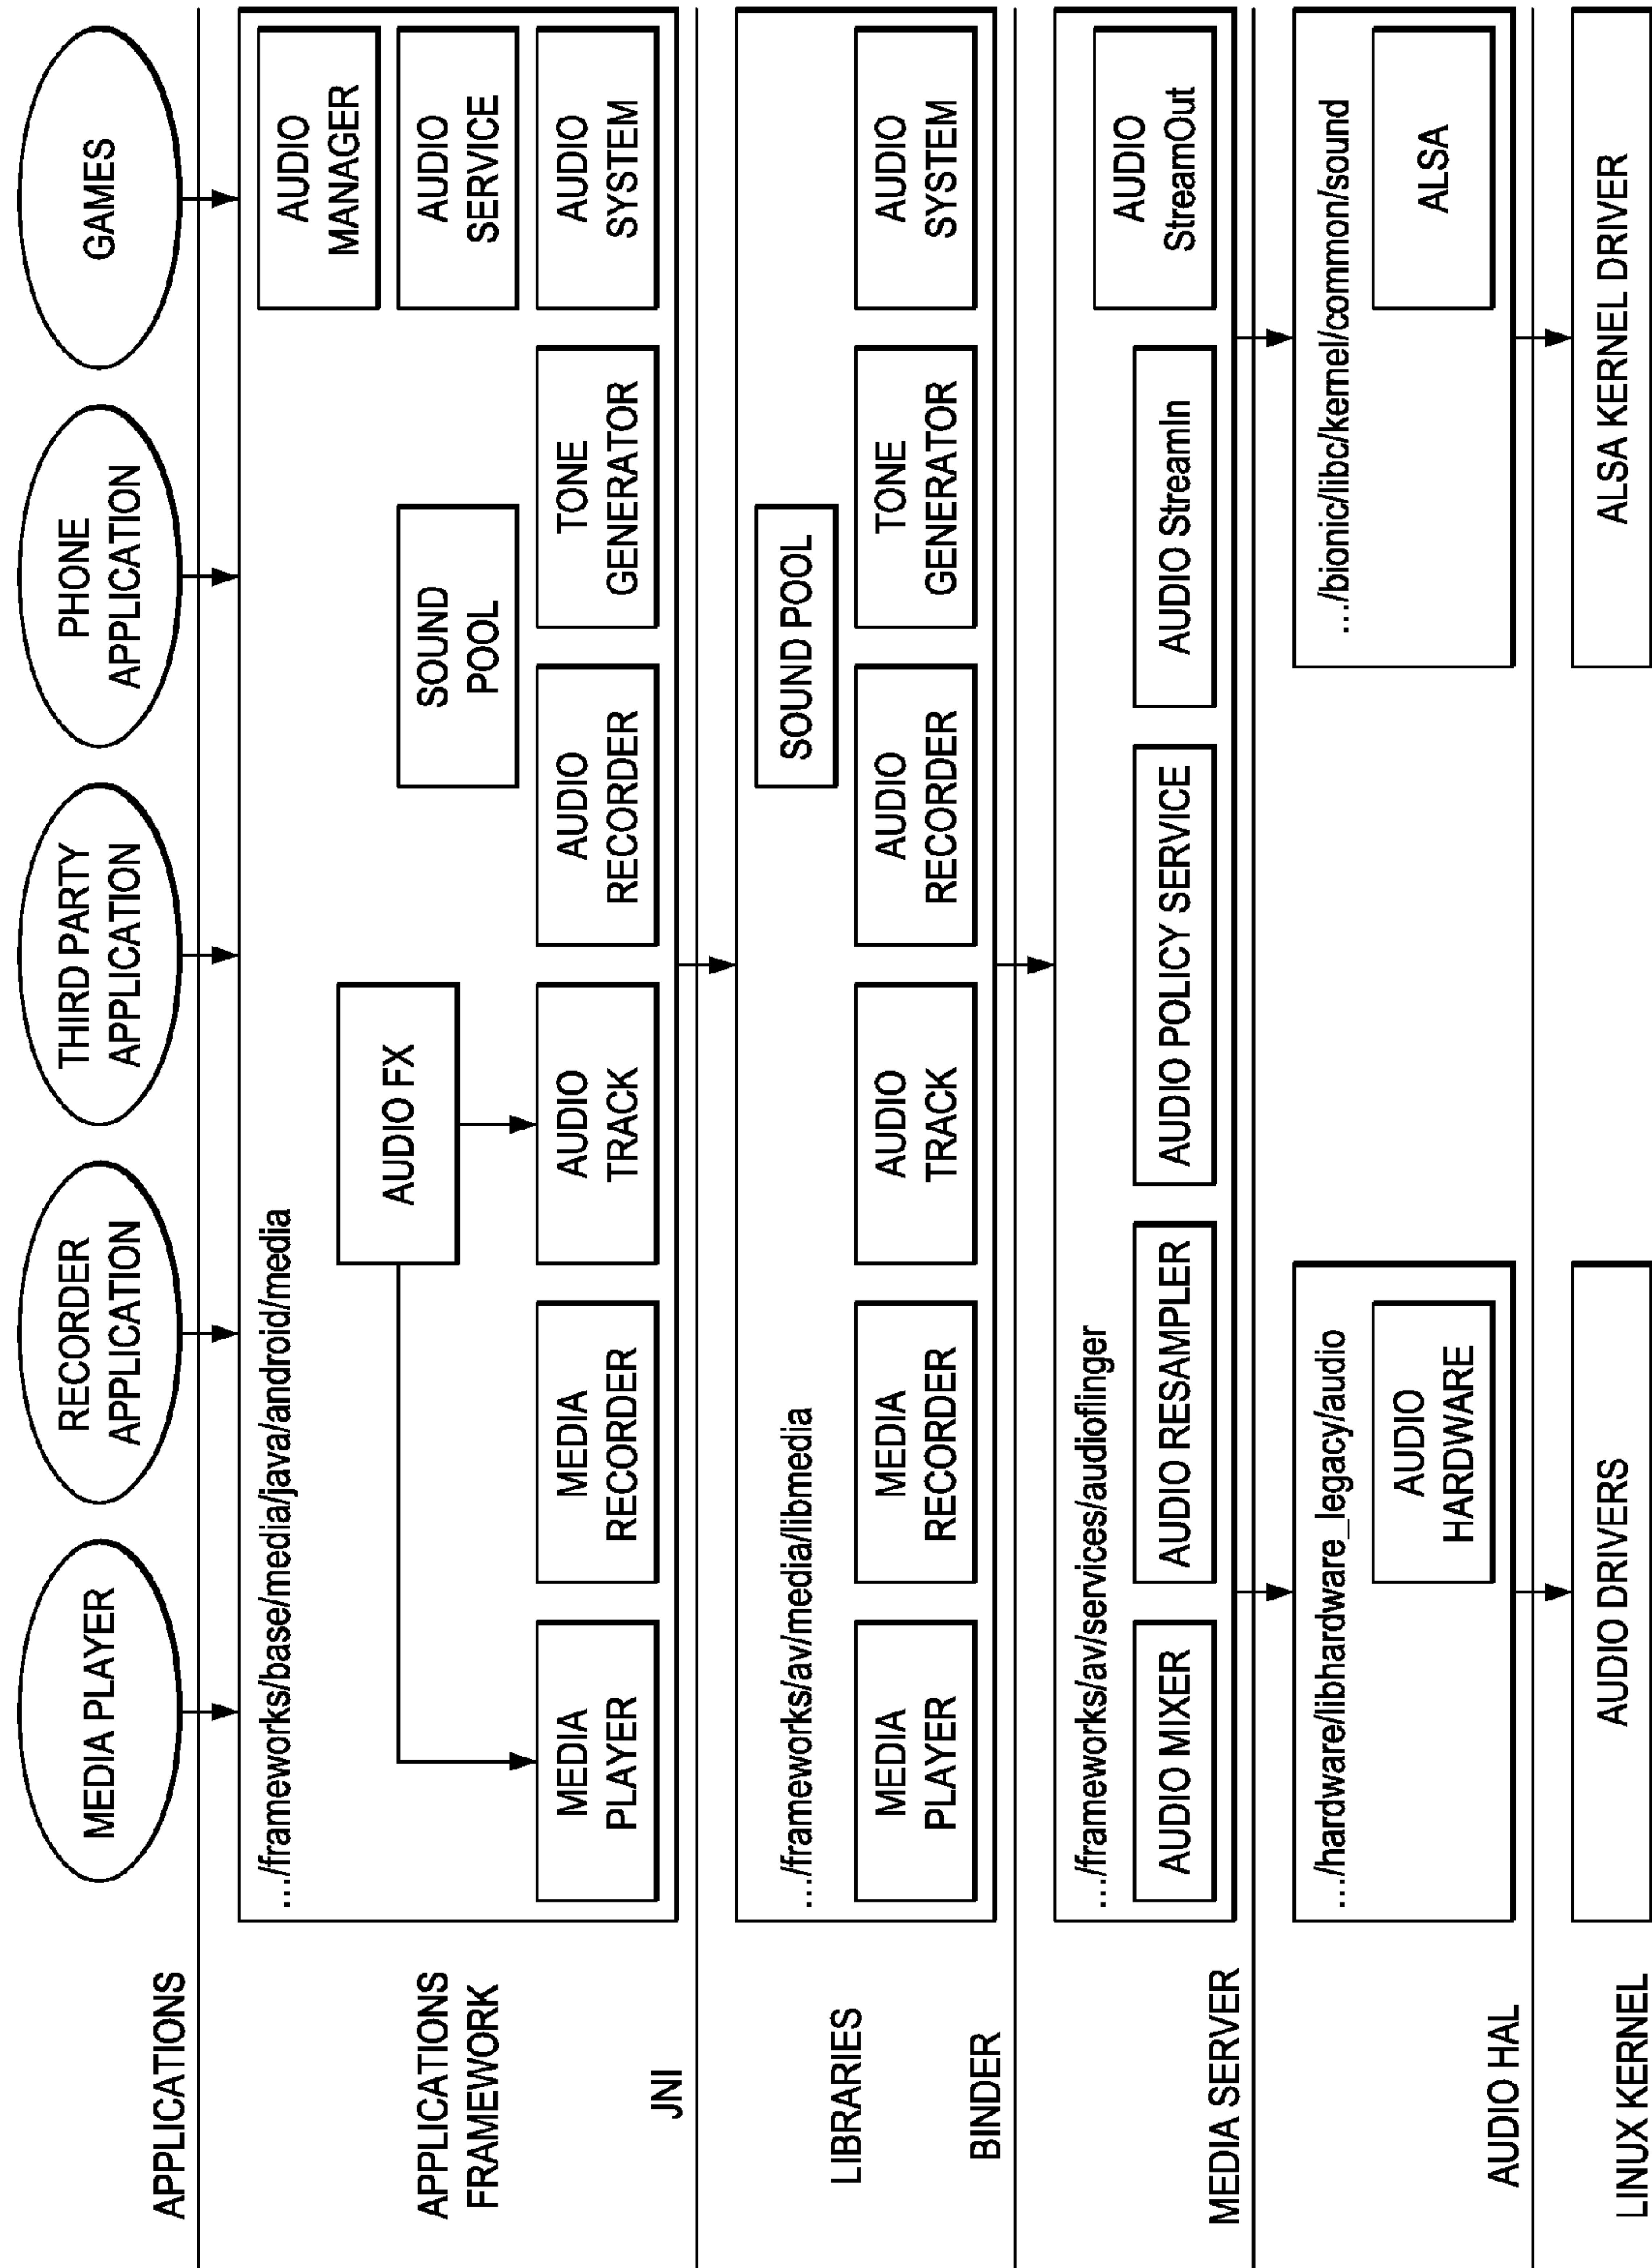 MEDIA PLAYER
RECORDER
APPLICATION
THIRD PARTY
APPLICATION
PHONE
APPLICATION
GAMES
APPLICATIONS
APPLICATIONS
FRAMEWORK
JNI
.../frameworks/base/media/java/android/media
AUDIO
MANAGER
AUDIO FX
SOUND
POOL
AUDIO
SERVICE
MEDIA
PLAYER
MEDIA
RECORDER
AUDIO
TRACK
AUDIO
RECORDER
TONE
GENERATOR
AUDIO
SYSTEM
LIBRARIES
BINDER
.../frameworks/av/media/libmedia
SOUND POOL
MEDIA
PLAYER
MEDIA
RECORDER
AUDIO
TRACK
AUDIO
RECORDER
TONE
GENERATOR
AUDIO
SYSTEM
MEDIA SERVER
.../frameworks/av/services/audioflinger
AUDIO MIXER
AUDIO RESAMPLER
AUDIO POLICY SERVICE
AUDIO StreamIn
AUDIO
StreamOut
AUDIO HAL
.../hardware/libhardware_legacy/audio
AUDIO
HARDWARE
.../bionic/libc/kernel/common/sound
ALSA
LINUX KERNEL
AUDIO DRIVERS
ALSA KERNEL DRIVER